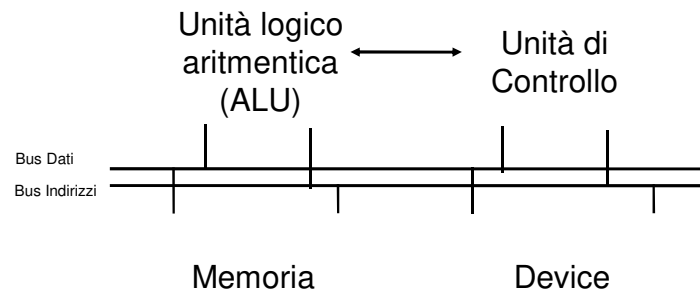 Unità logico
aritmentica
(ALU)
Unità di
Controllo
Bus Dati
Bus Indirizzi
Memoria
Device